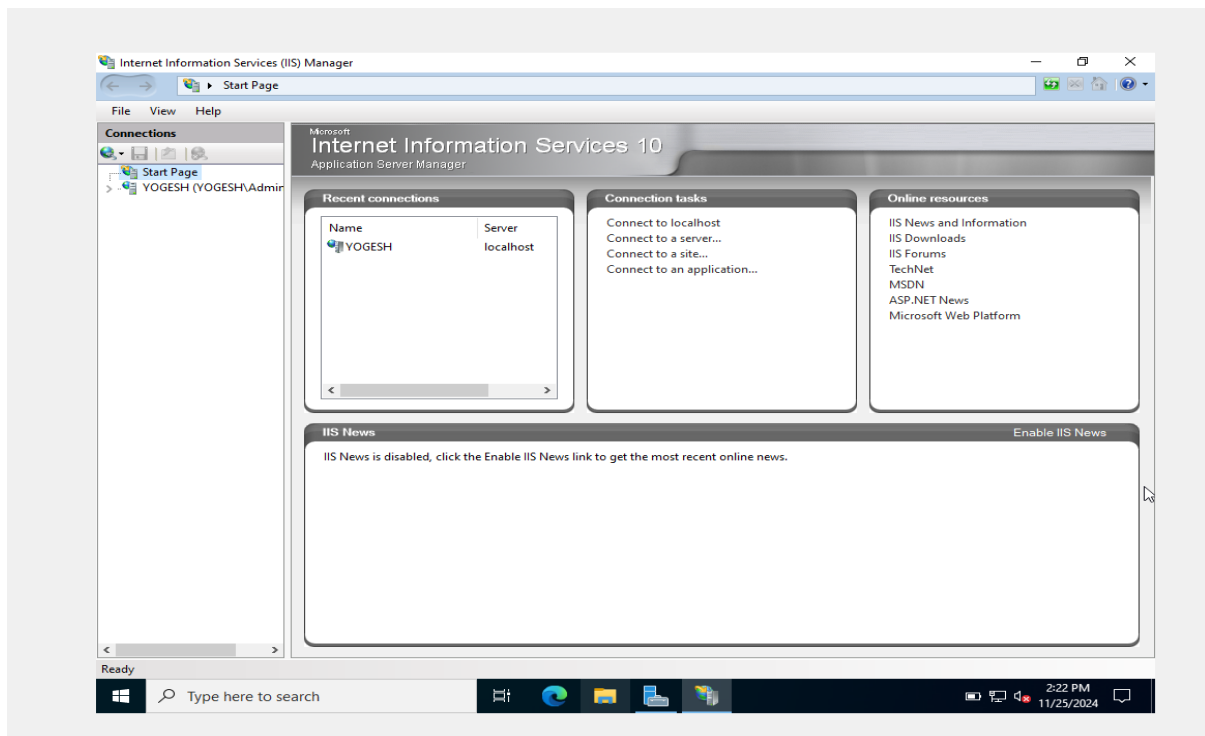 Internet Information Services (IIS) Manager
Start Page
File View Help
Connections
Start Page
YOGESH (YOGESH\Admin
Microsoft
Internet Information Services 10
Application Server Manager
Recent connections
Name Server
YOGESH localhost
Connection tasks
Connect to localhost
Connect to a server...
Connect to a site...
Connect to an application...
Online resources
IIS News and Information
IIS Downloads
IIS Forums
TechNet
MSDN
ASP.NET News
Microsoft Web Platform
IIS News Enable IIS News
IIS News is disabled, click the Enable IIS News link to get the most recent online news.
Ready
Type here to search
2:22 PM
11/25/2024